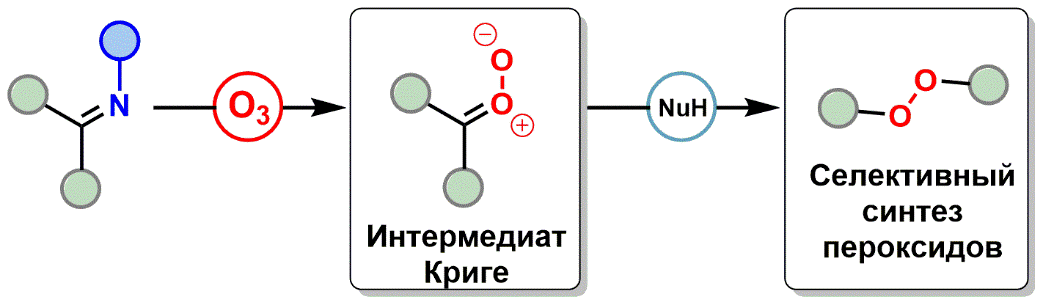 N
O3
O
O
Интермедиат
Криге
NuH
O
O
Селективный
синтез
пероксидов